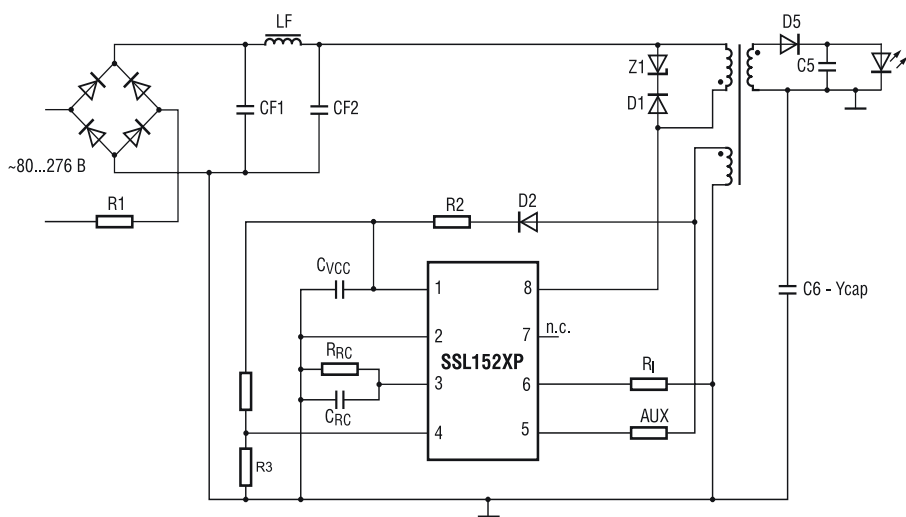 LF
D5
Z1
C5
CF1
CF2
D1
~80...276 В
R1
R2
D2
CVCC
1
8
C6 - Ycap
n.c.
2
7
SSL152XP
RRC
RI
3
6
CRC
AUX
4
5
R3